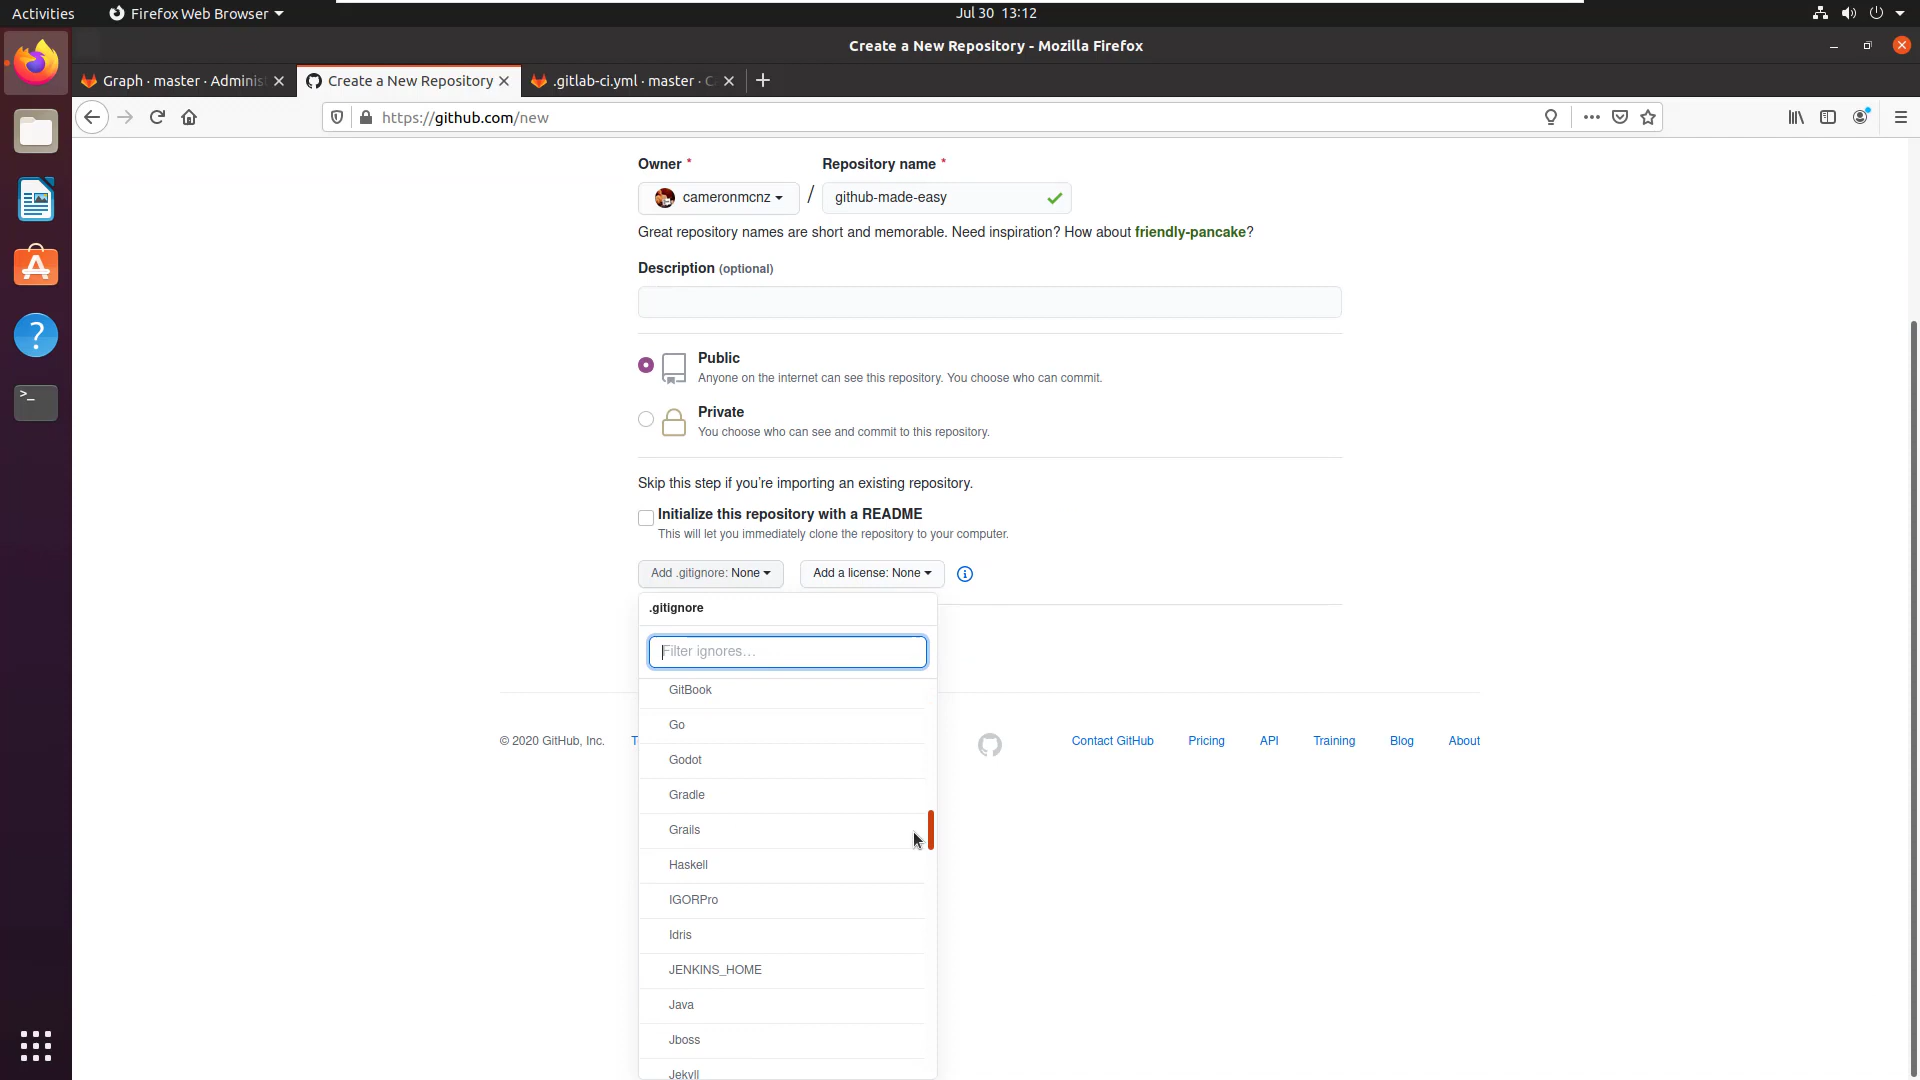 Activities
Firefox Web Browser
Jul 30 13:12
Create a New Repository - Mozilla Firefox
Graph · master · Adminis
Create a New Repository
.gitlab-ci.yml · master · C
https://github.com/new
Owner *
Repository name *
cameronmcnz
/
github-made-easy
Great repository names are short and memorable. Need inspiration? How about friendly-pancake?
Description (optional)
Public
Anyone on the internet can see this repository. You choose who can commit.
Private
You choose who can see and commit to this repository.
Skip this step if you’re importing an existing repository.
Initialize this repository with a README
This will let you immediately clone the repository to your computer.
Add .gitignore: None
Add a license: None
.gitignore
Filter ignores…
GitBook
Go
Godot
Gradle
Grails
Haskell
IGORPro
Idris
JENKINS_HOME
Java
Jboss
Jekyll
© 2020 GitHub, Inc.
T
Contact GitHub
Pricing
API
Training
Blog
About